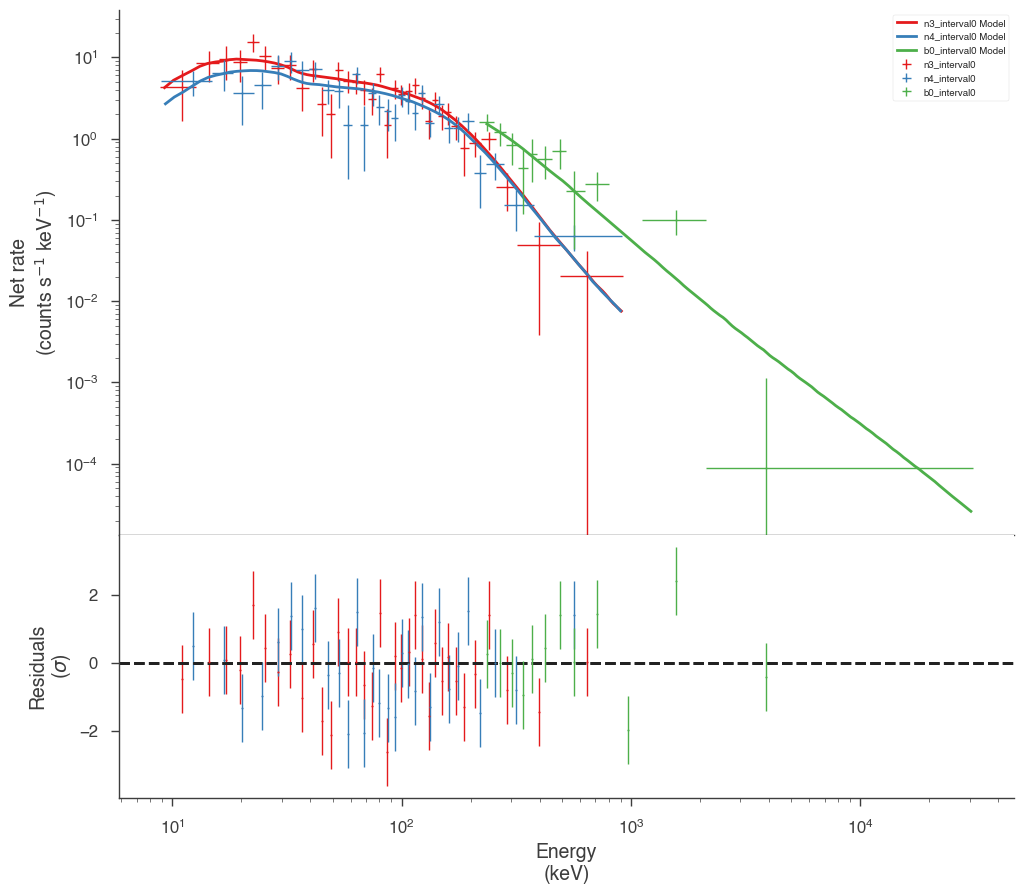 n3_interval0 Model
n4_interval0 Model
b0_interval0 Model
n3_interval0
n4_interval0
b0_interval0
10¹
10⁰
10⁻¹
10⁻²
10⁻³
10⁻⁴
Net rate
(counts s⁻¹ keV⁻¹)
2
0
−2
Residuals
(σ)
10¹
10²
10³
10⁴
Energy
(keV)